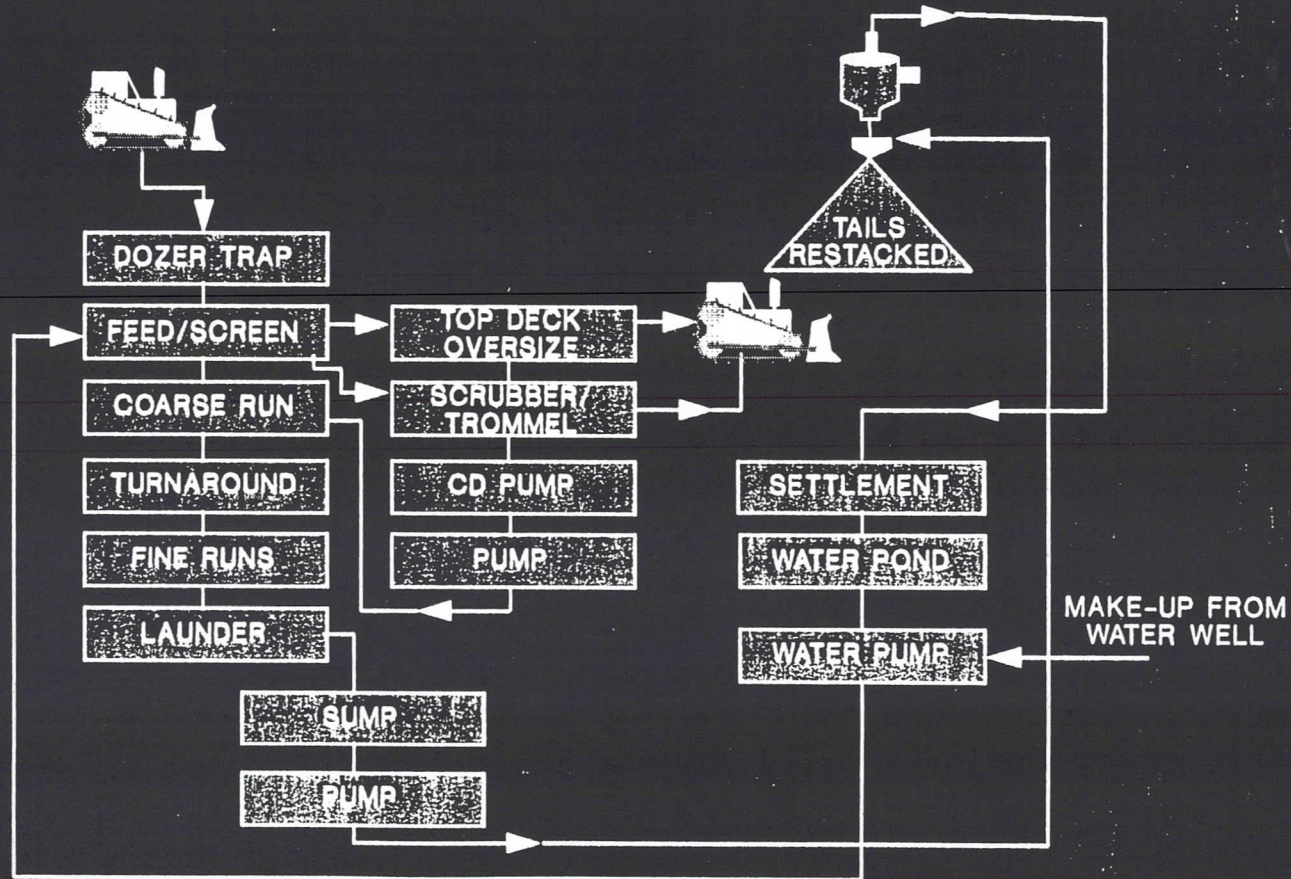 DOZER TRAP
FEED/SCREEN
COARSE RUN
TURNAROUND
FINE RUNS
LAUNDER
SUMP
PUMP
TOP DECK
OVERSIZE
SCRUBBER/
TROMMEL
CD PUMP
PUMP
TAILS
RESTACKED
SETTLEMENT
WATER POND
WATER PUMP
MAKE-UP FROM
WATER WELL